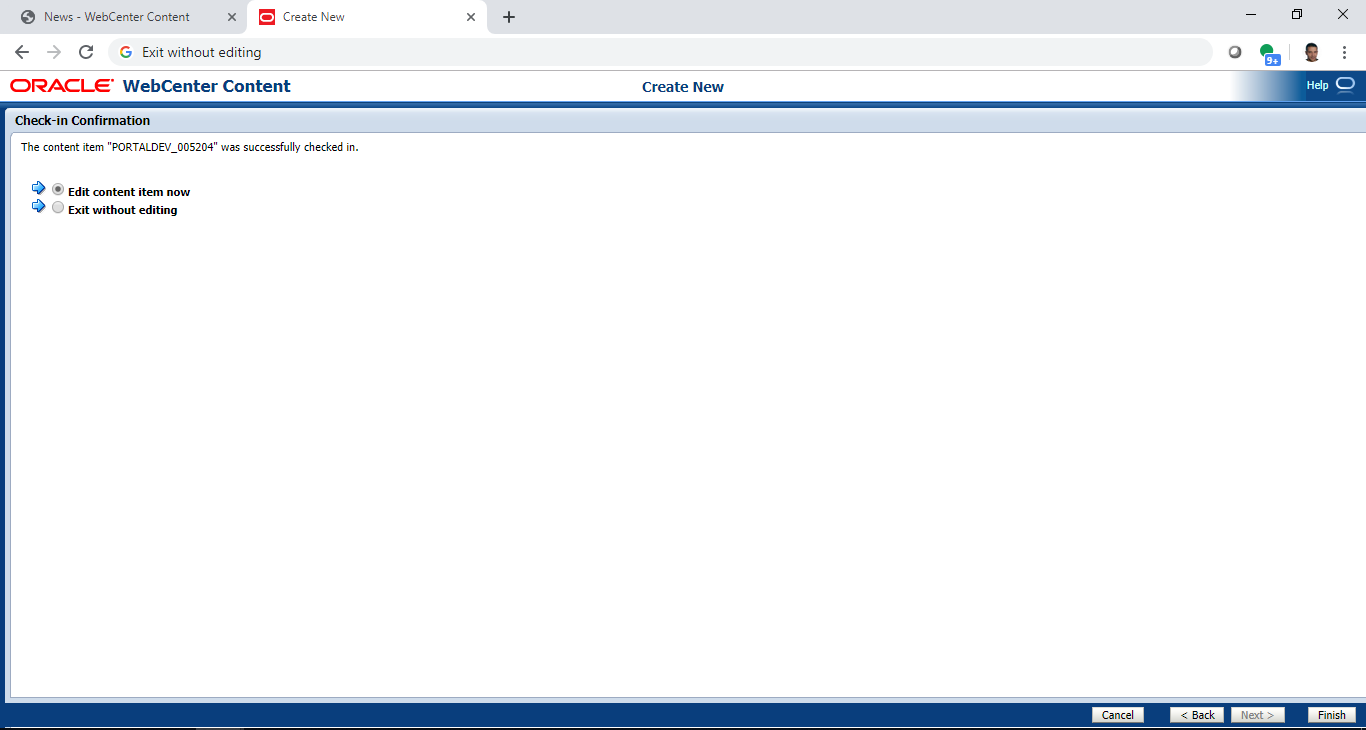 News - WebCenter Content
Create New
Exit without editing
9+
ORACLE WebCenter Content
Create New
Help
Check-in Confirmation
The content item "PORTALDEV_005204" was successfully checked in.
Edit content item now
Exit without editing
Cancel
< Back
Next >
Finish